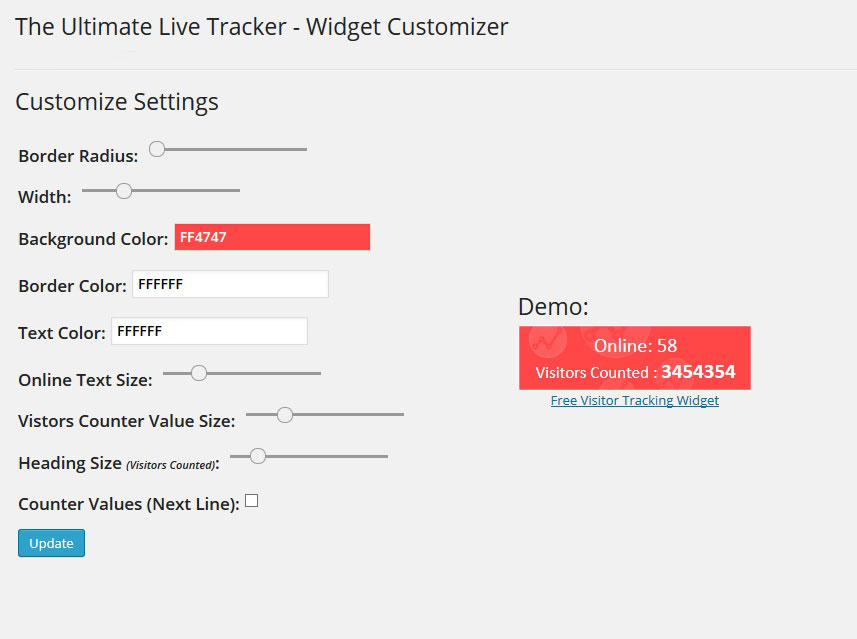 The Ultimate Live Tracker - Widget Customizer
Customize Settings
Border Radius:
Width:
Background Color: FF4747
Border Color: FFFFFF
Text Color: FFFFFF
Online Text Size:
Vistors Counter Value Size:
Heading Size (Visitors Counted):
Counter Values (Next Line):
Update
Demo:
Online: 58
Visitors Counted : 3454354
Free Visitor Tracking Widget